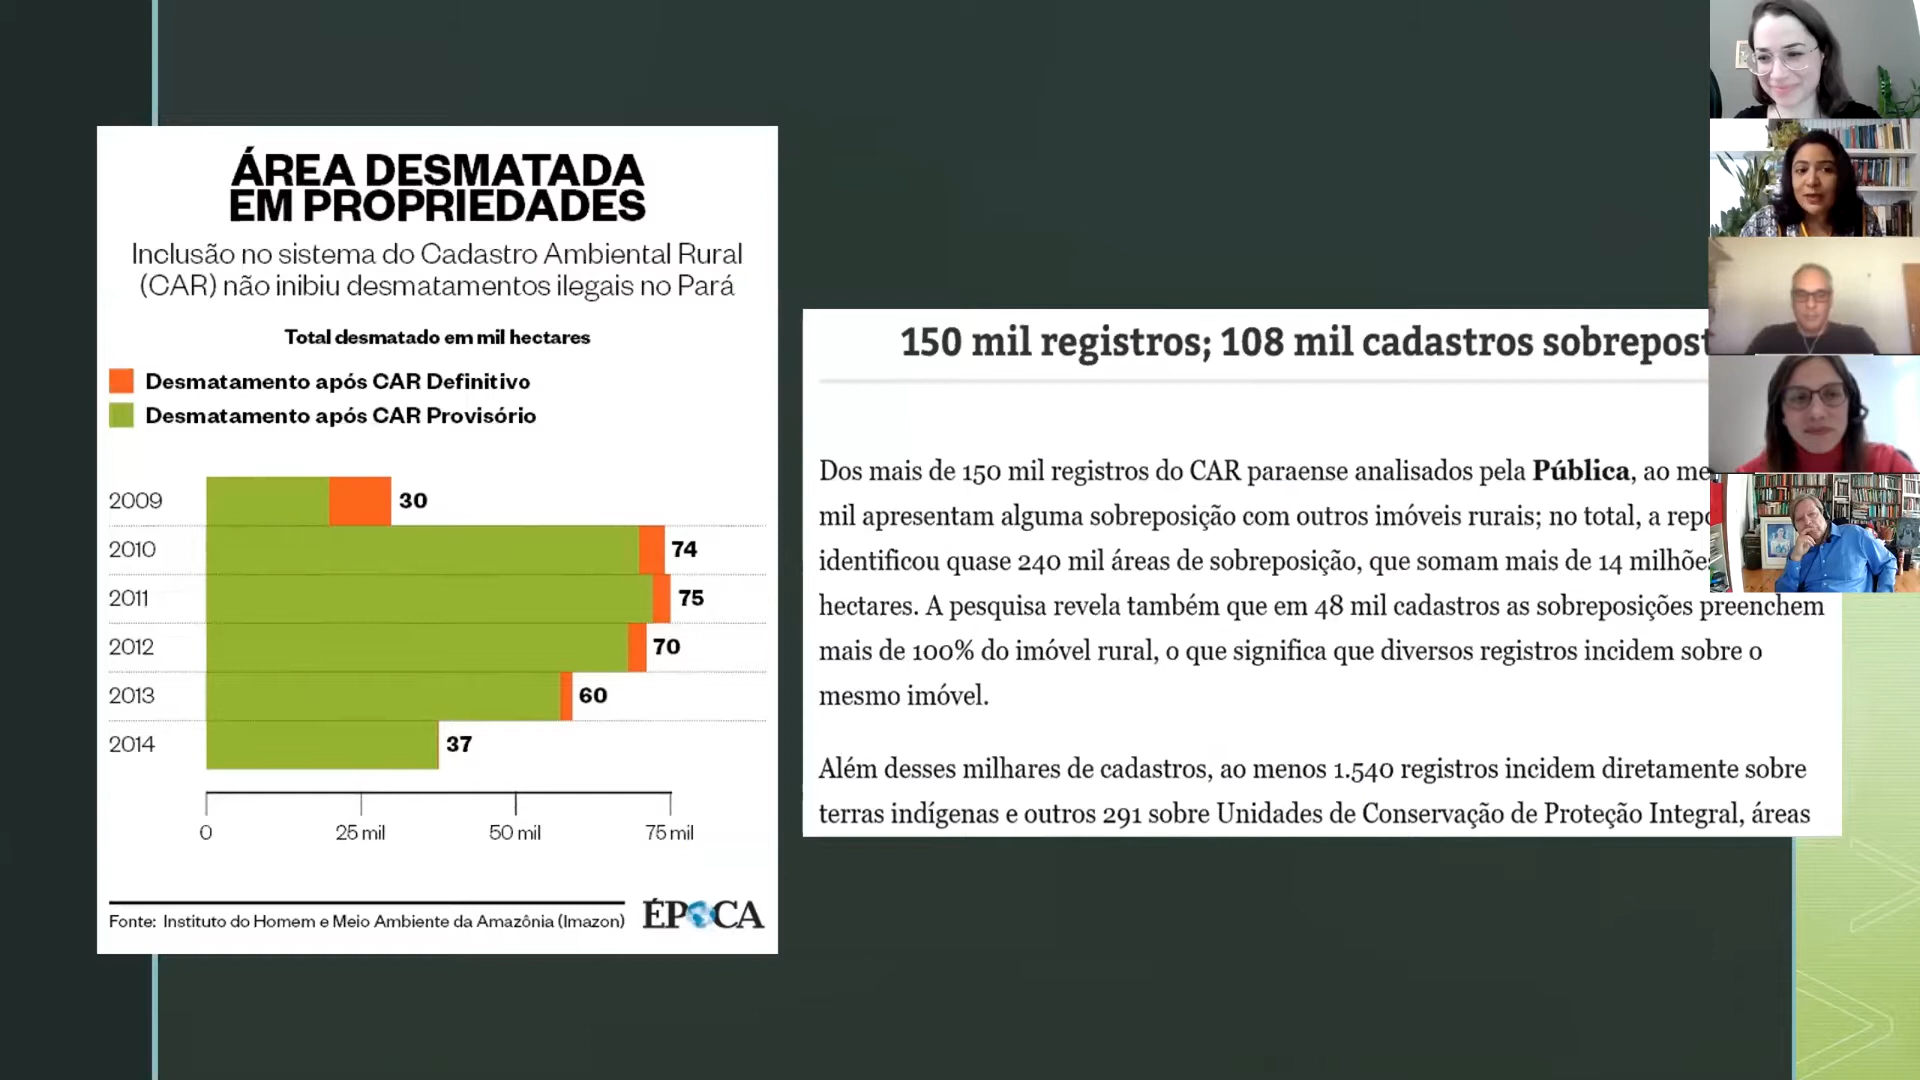 ÁREA DESMATADA
EM PROPRIEDADES
Inclusão no sistema do Cadastro Ambiental Rural
(CAR) não inibiu desmatamentos ilegais no Pará
Total desmatado em mil hectares
Desmatamento após CAR Definitivo
Desmatamento após CAR Provisório
2009 30
2010 74
2011 75
2012 70
2013 60
2014 37
0 25 mil 50 mil 75 mil
Fonte: Instituto do Homem e Meio Ambiente da Amazônia (Imazon)
ÉPOCA
150 mil registros; 108 mil cadastros
Dos mais de 150 mil registros do CAR paraense analisados pela Pública, ao
mil apresentam alguma sobreposição com outros imóveis rurais; no total, a
identificou quase 240 mil áreas de sobreposição, que somam mais de 14
hectares. A pesquisa revela também que em 48 mil cadastros as sobreposições preenchem
mais de 100% do imóvel rural, o que significa que diversos registros incidem sobre o
mesmo imóvel.
Além desses milhares de cadastros, ao menos 1.540 registros incidem diretamente sobre
terras indígenas e outros 291 sobre Unidades de Conservação de Proteção Integral, áreas